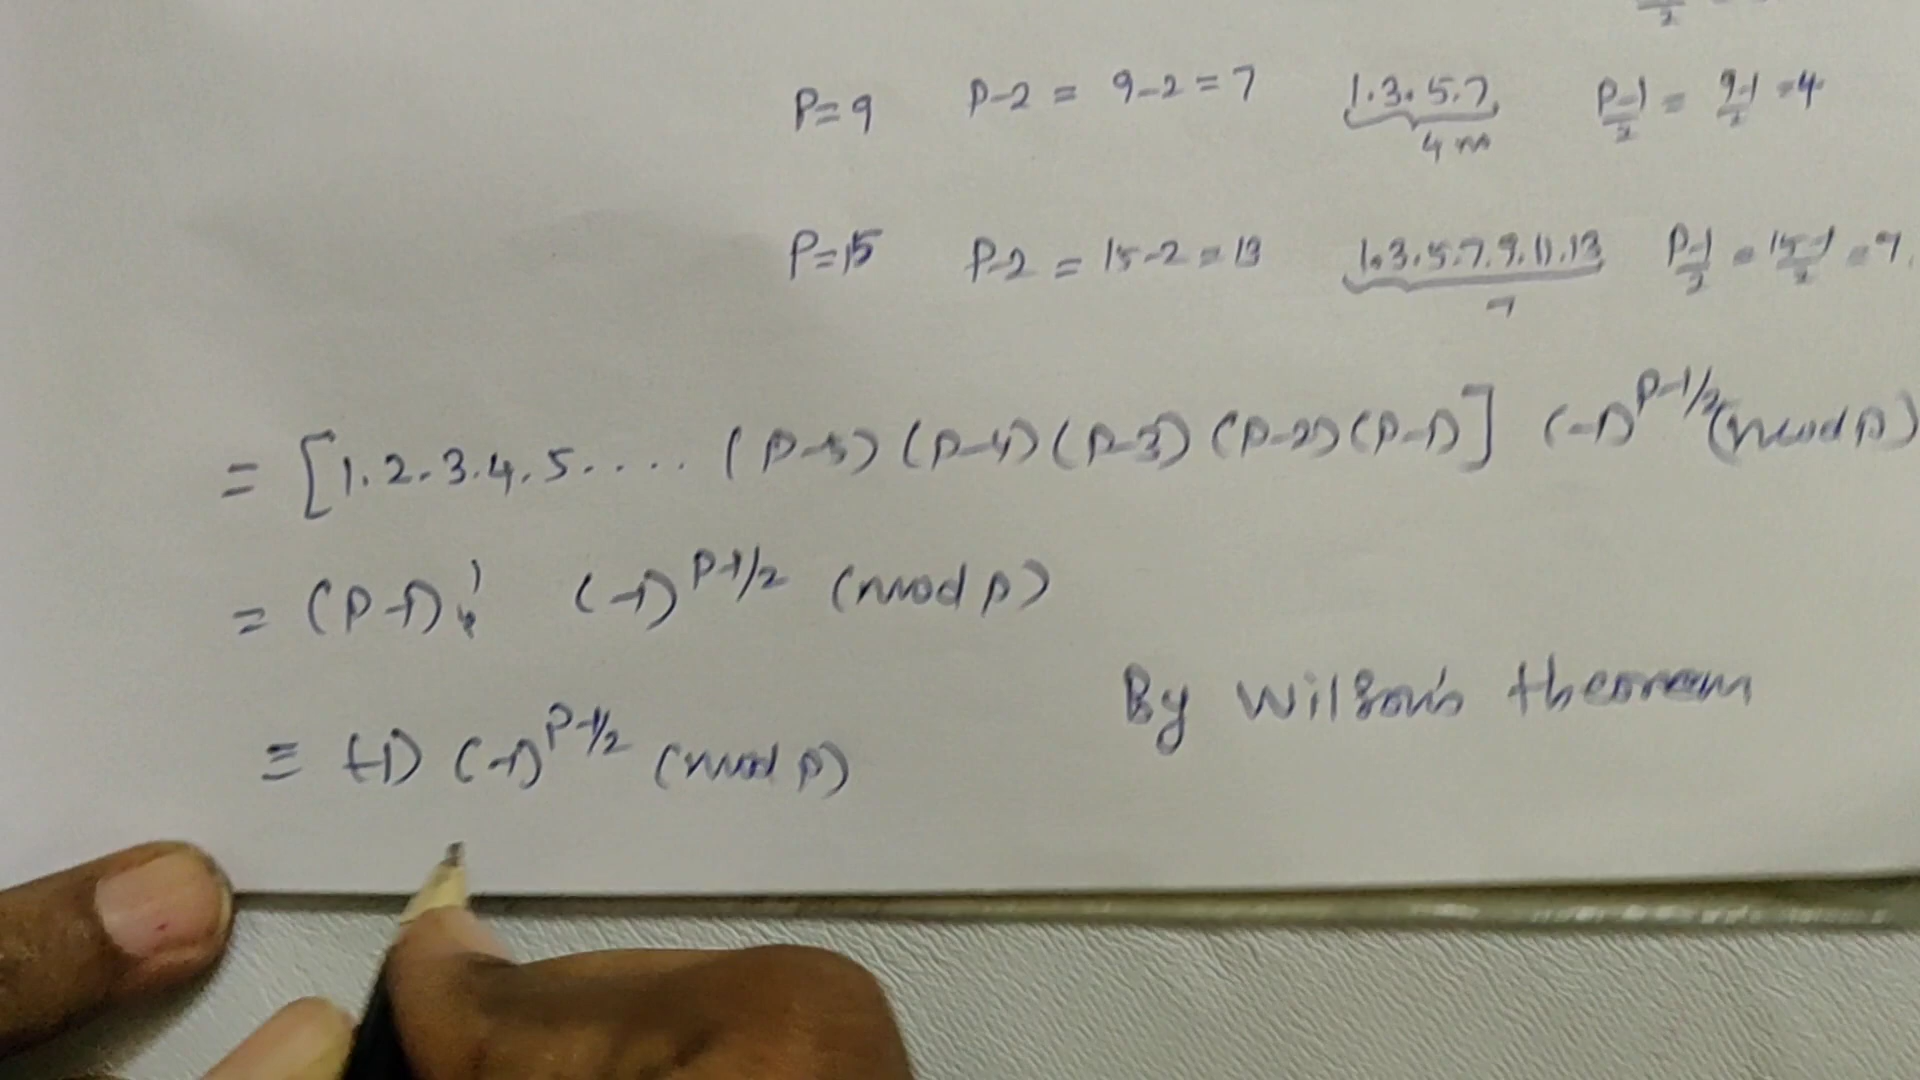 P=9 P-2 = 9-2=7 1.3.5.7 P-1/2 = 9-1/2 =4
4 
P=15 P-2 = 15-2=13 1.3.5.7.9.11.13 P-1/2 = 15-1/2 =7.
7
= [1.2.3.4.5..... (P-5)(P-4)(P-3)(P-2)(P-1)] (-1)^P-1/2 (mod p)
= (P-1)! (-1)^P-1/2 (mod p)
By Wilson's theorem
≡ (-1) (-1)^P-1/2 (mod p)